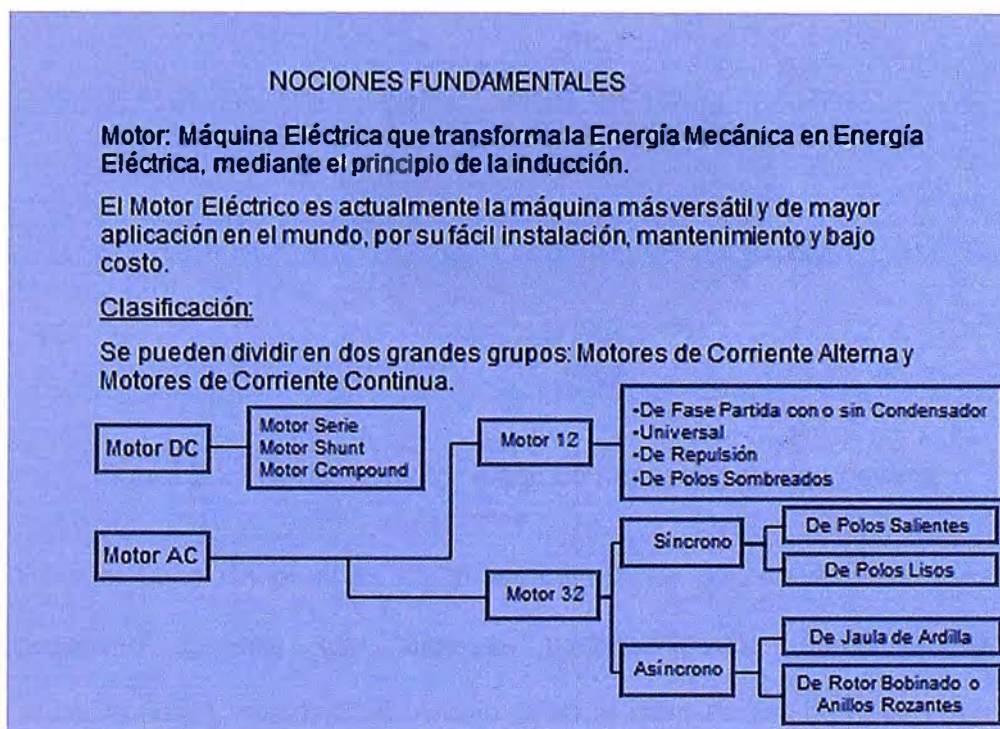 NOCIONES FUNDAMENTALES
Motor: Máquina Eléctrica que transforma la Energía Mecánica en Energía
Eléctrica, mediante el principio de la inducción.
El Motor Eléctrico es actualmente la máquina más versátil y de mayor
aplicación en el mundo, por su fácil instalación, mantenimiento y bajo
costo.
Clasificación:
Se pueden dividir en dos grandes grupos: Motores de Corriente Alterna y
Motores de Corriente Continua.
Motor DC
Motor Serie
Motor Shunt
Motor Compound
Motor AC
Motor 12
•De Fase Partida con o sin Condensador
•Universal
•De Repulsión
•De Polos Sombreados
Motor 32
Síncrono
De Polos Salientes
De Polos Lisos
Asíncrono
De Jaula de Ardilla
De Rotor Bobinado o
Anillos Rozantes